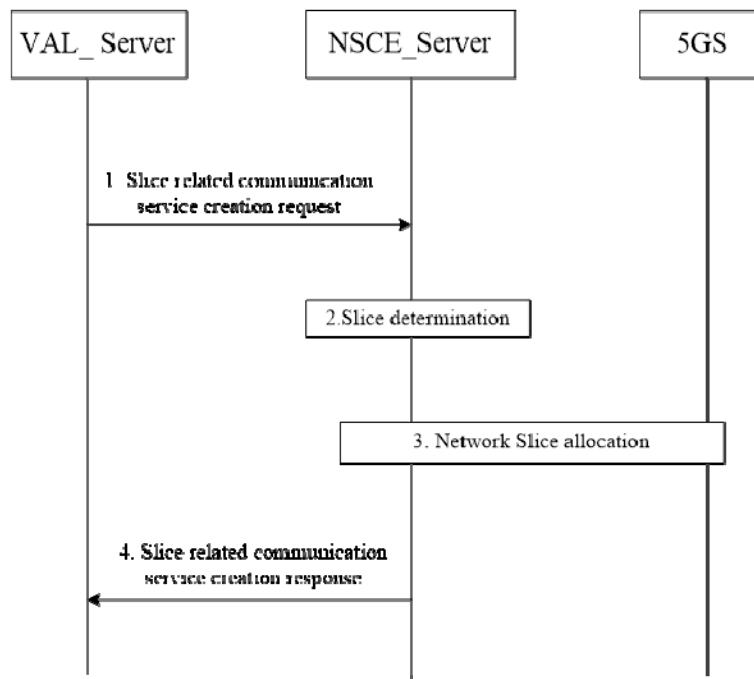 VAL_ Server
NSCE_Server
5GS
1 Slice related communication
service creation request
2.Slice determination
3. Network Slice allocation
4. Slice related communication
service creation response